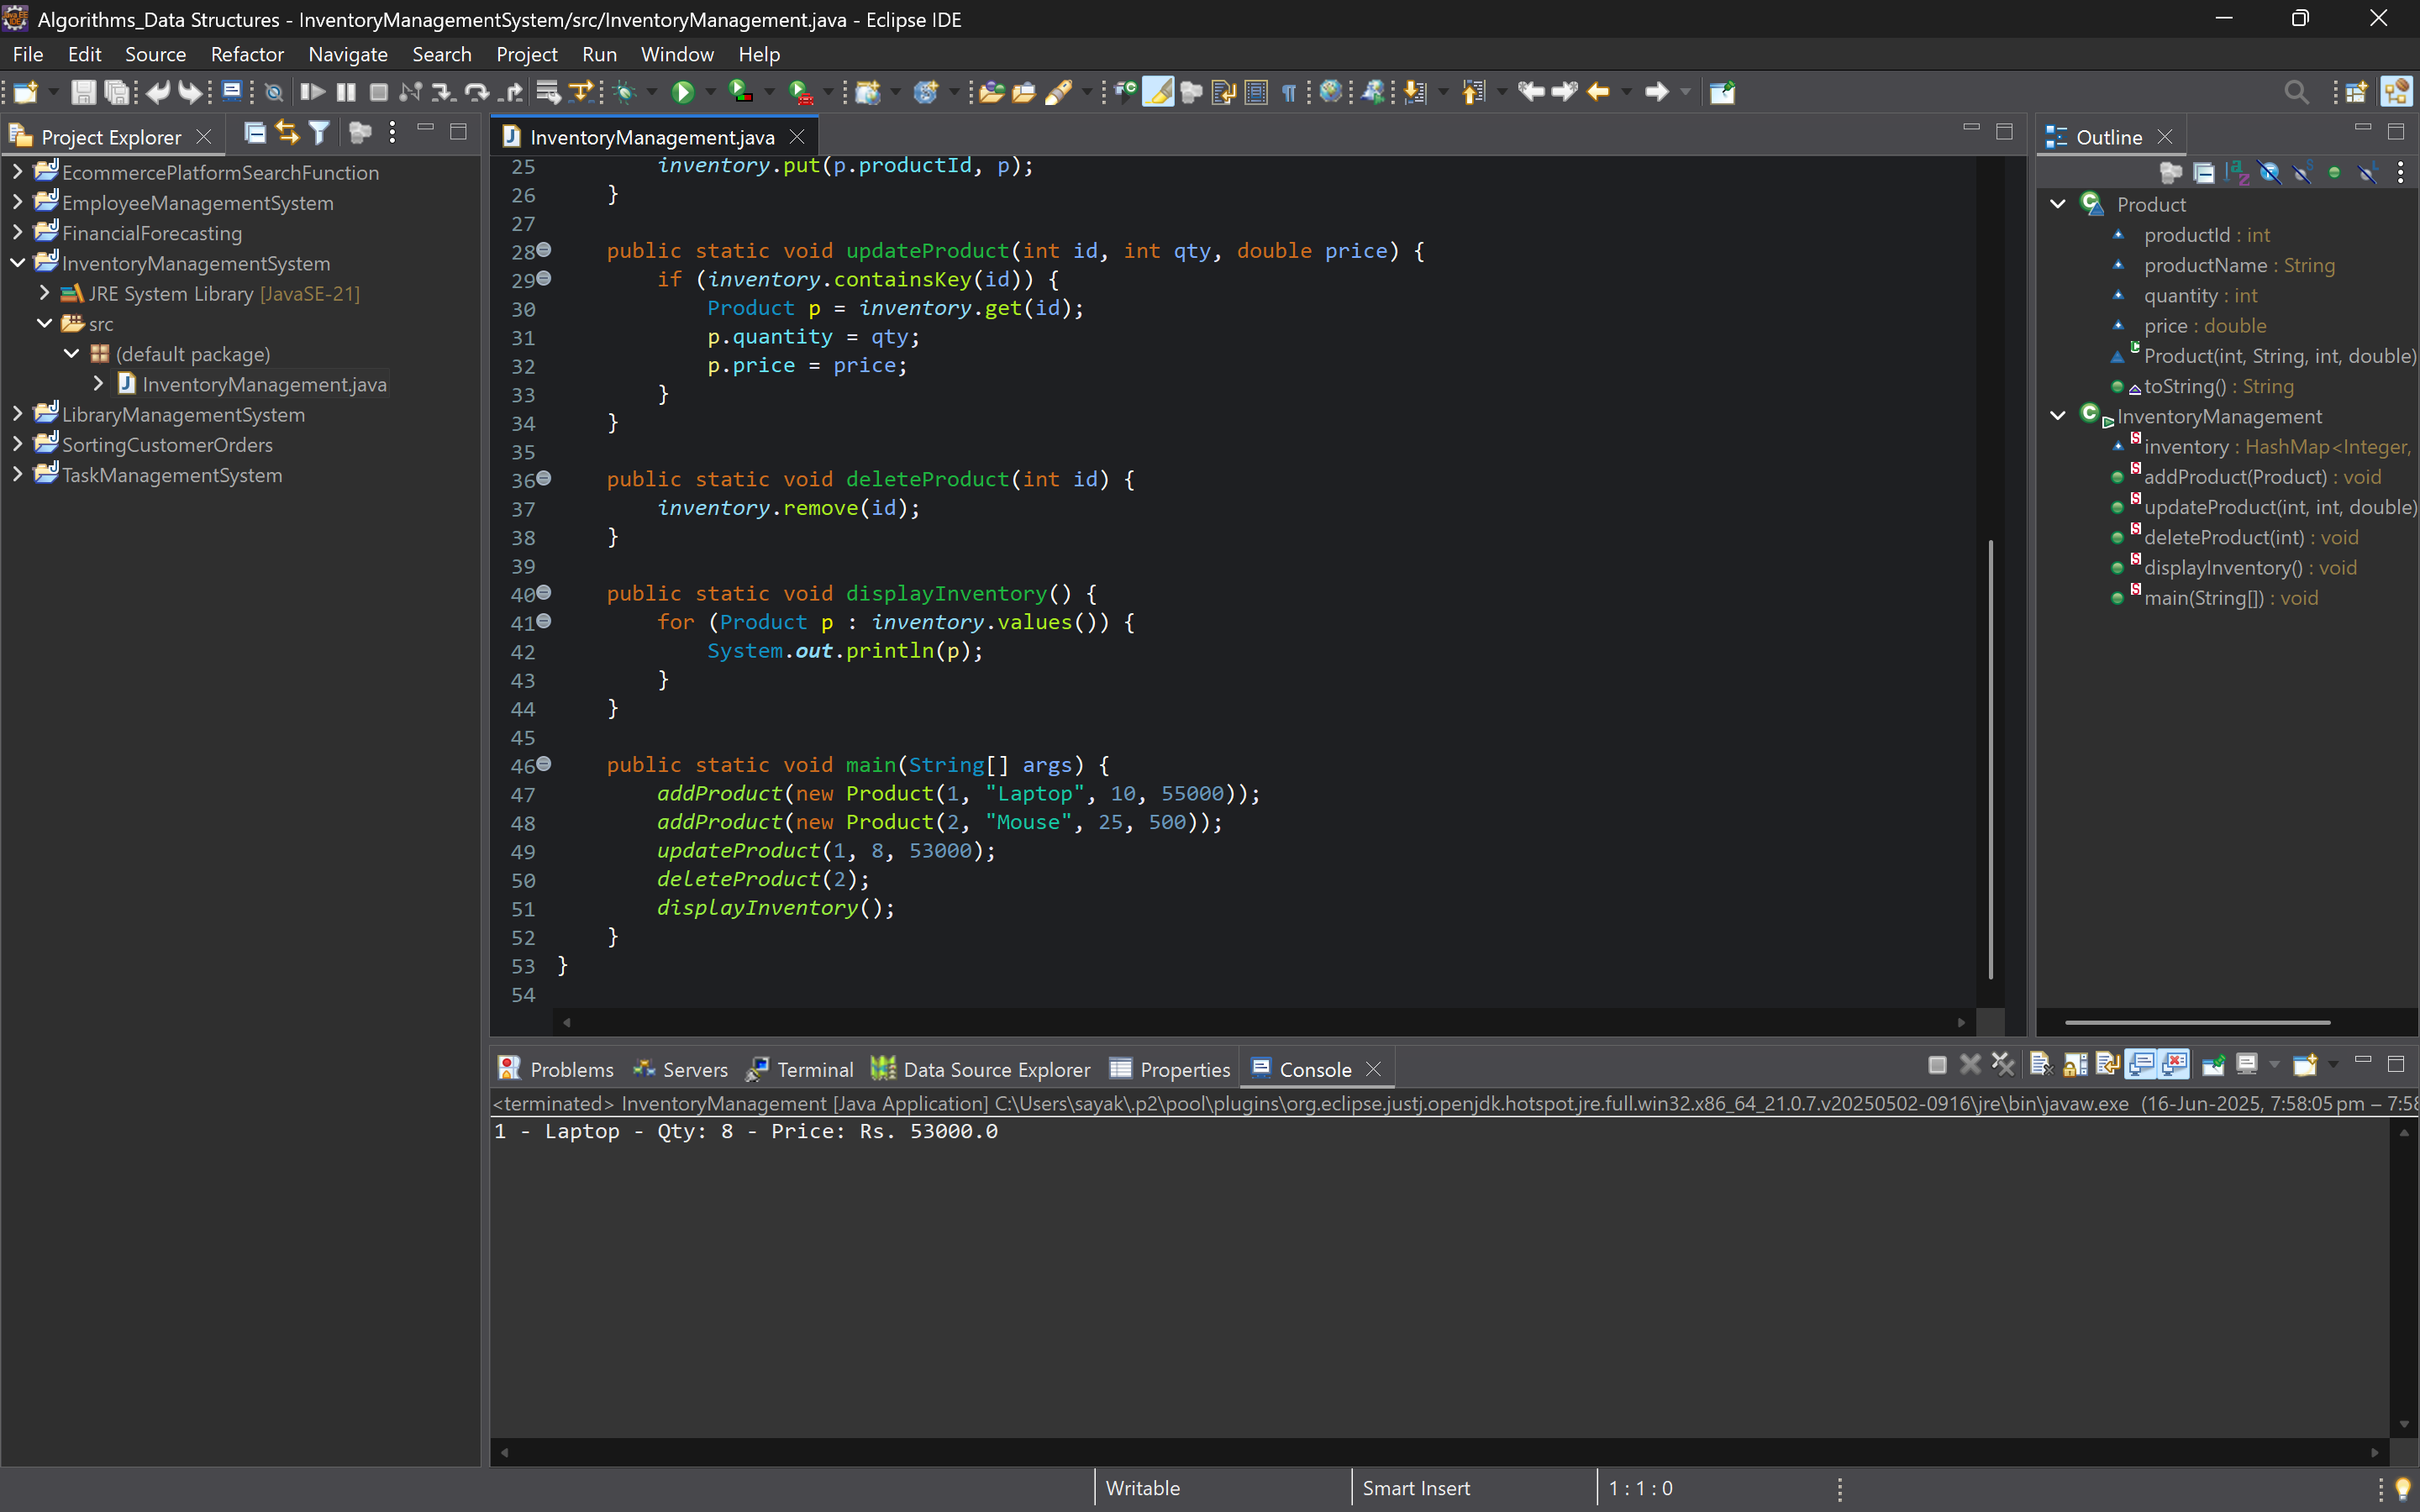 Algorithms_Data Structures - InventoryManagementSystem/src/InventoryManagement.java - Eclipse IDE
File Edit Source Refactor Navigate Search Project Run Window Help
Project Explorer
EcommercePlatformSearchFunction
EmployeeManagementSystem
FinancialForecasting
InventoryManagementSystem
JRE System Library [JavaSE-21]
src
(default package)
InventoryManagement.java
LibraryManagementSystem
SortingCustomerOrders
TaskManagementSystem
InventoryManagement.java
25         inventory.put(p.productId, p);
26     }
27
28     public static void updateProduct(int id, int qty, double price) {
29         if (inventory.containsKey(id)) {
30             Product p = inventory.get(id);
31             p.quantity = qty;
32             p.price = price;
33         }
34     }
35
36     public static void deleteProduct(int id) {
37         inventory.remove(id);
38     }
39
40     public static void displayInventory() {
41         for (Product p : inventory.values()) {
42             System.out.println(p);
43         }
44     }
45
46     public static void main(String[] args) {
47         addProduct(new Product(1, "Laptop", 10, 55000));
48         addProduct(new Product(2, "Mouse", 25, 500));
49         updateProduct(1, 8, 53000);
50         deleteProduct(2);
51         displayInventory();
52     }
53 }
54
Outline
Product
productId : int
productName : String
quantity : int
price : double
Product(int, String, int, double)
toString() : String
InventoryManagement
inventory : HashMap<Integer,
addProduct(Product) : void
updateProduct(int, int, double)
deleteProduct(int) : void
displayInventory() : void
main(String[]) : void
Problems Servers Terminal Data Source Explorer Properties Console
<terminated> InventoryManagement [Java Application] C:\Users\sayak\.p2\pool\plugins\org.eclipse.justj.openjdk.hotspot.jre.full.win32.x86_64_21.0.7.v20250502-0916\jre\bin\javaw.exe (16-Jun-2025, 7:58:05 pm – 7:58
1 - Laptop - Qty: 8 - Price: Rs. 53000.0
Writable Smart Insert 1 : 1 : 0